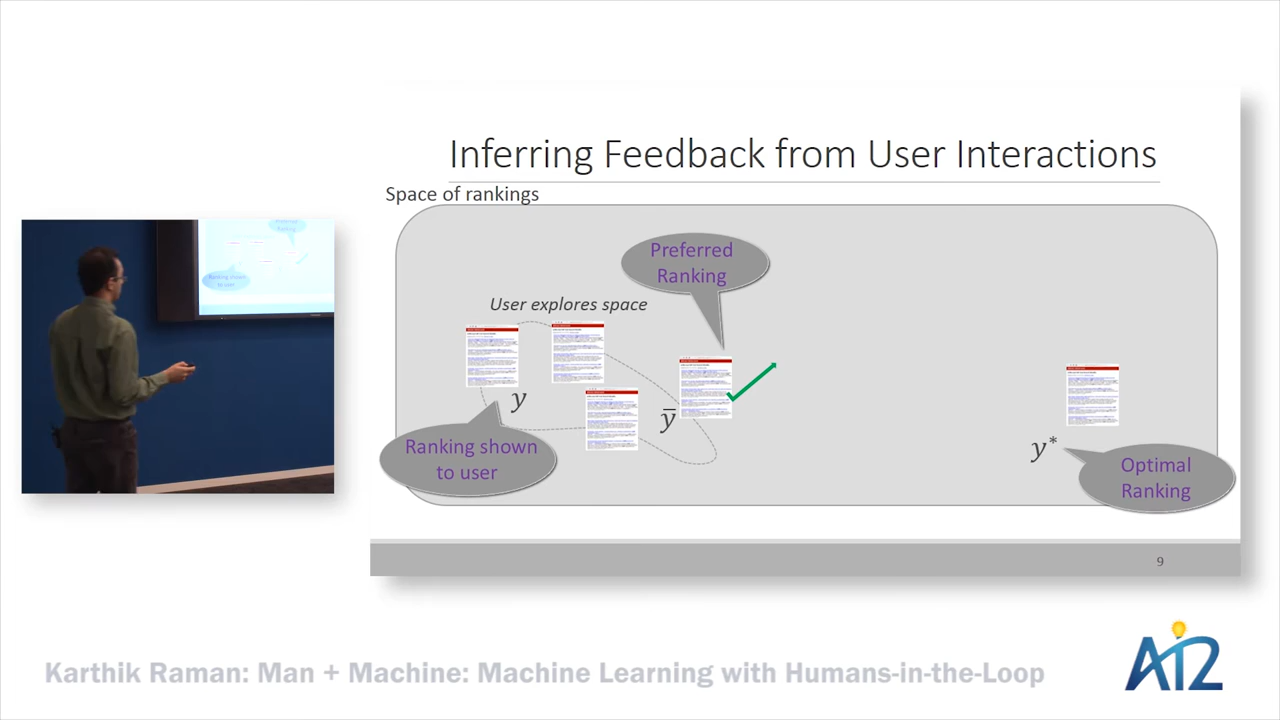 Inferring Feedback from User Interactions
Space of rankings
Preferred
Ranking
User explores space
y
ȳ
Ranking shown
to user
y*
Optimal
Ranking
9
Karthik Raman: Man + Machine: Machine Learning with Humans-in-the-Loop
AI2